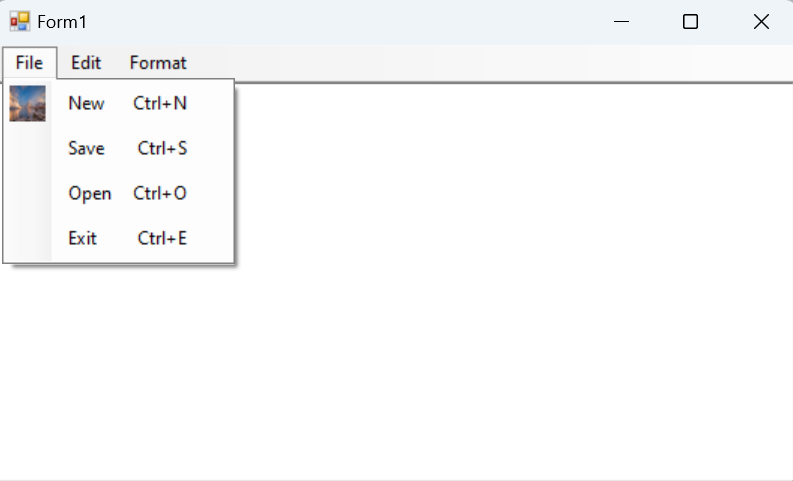 Form1
File Edit Format
New Ctrl+N
Save Ctrl+S
Open Ctrl+O
Exit Ctrl+E